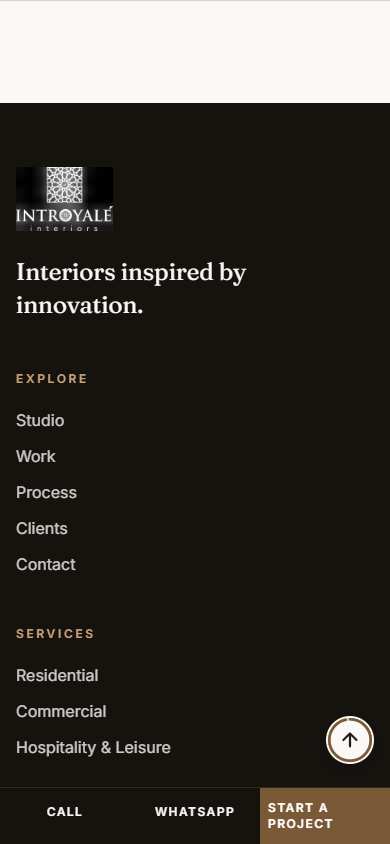 INTROYALÉ
interiors
Interiors inspired by
innovation.
EXPLORE
Studio
Work
Process
Clients
Contact
SERVICES
Residential
Commercial
Hospitality & Leisure
CALL
WHATSAPP
START A
PROJECT